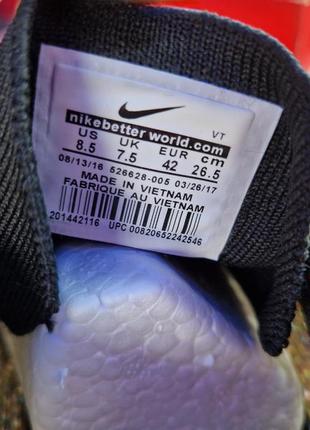 NIKE
VT
nikebetterworld.com
US UK EUR cm
8.5 7.5 42 26.5
08/13/16 526628-005 03/26/17
MADE IN VIETNAM
FABRIQUE AU VIETNAM
201442116 UPC 00820652242546